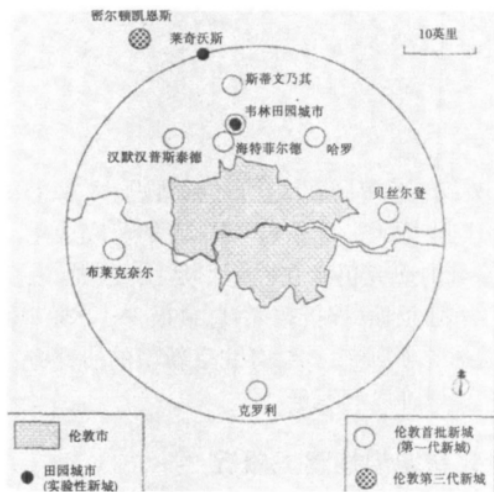 密尔顿凯恩斯
莱奇沃斯
10英里
斯蒂文乃其
韦林田园城市
汉默汉普斯泰德
海特菲尔德
哈罗
贝丝尔登
布莱克奈尔
克罗利
伦敦市
田园城市
(实验性新城)
伦敦首批新城
(第一代新城)
伦敦第三代新城